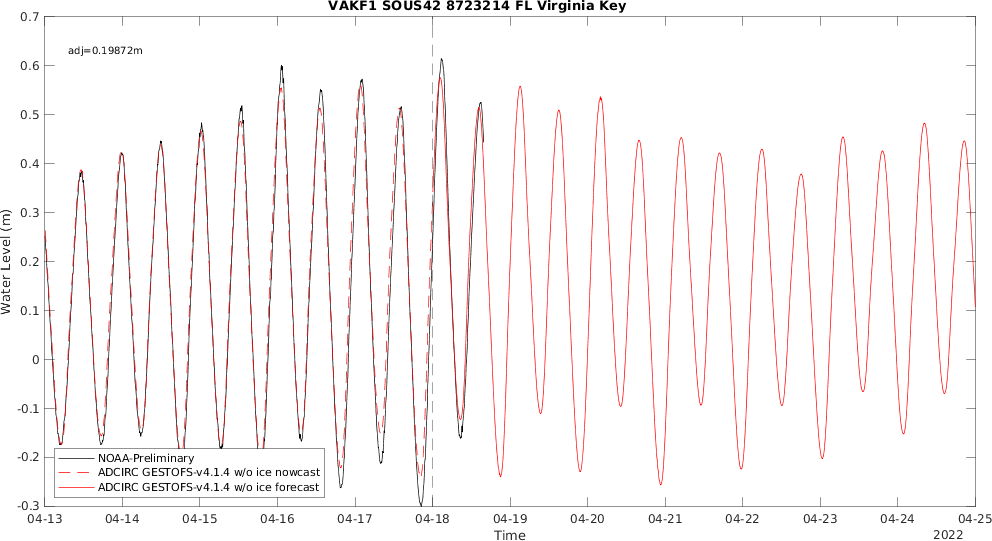 VAKF1 SOUS42 8723214 FL Virginia Key
0.7
adj=0.19872m
0.6
0.5
0.4
0.3
0.2
0.1
0
-0.1
-0.2
-0.3
Water Level (m)
NOAA-Preliminary
ADCIRC GESTOFS-v4.1.4 w/o ice nowcast
ADCIRC GESTOFS-v4.1.4 w/o ice forecast
04-13 04-14 04-15 04-16 04-17 04-18 04-19 04-20 04-21 04-22 04-23 04-24 04-25
Time
2022